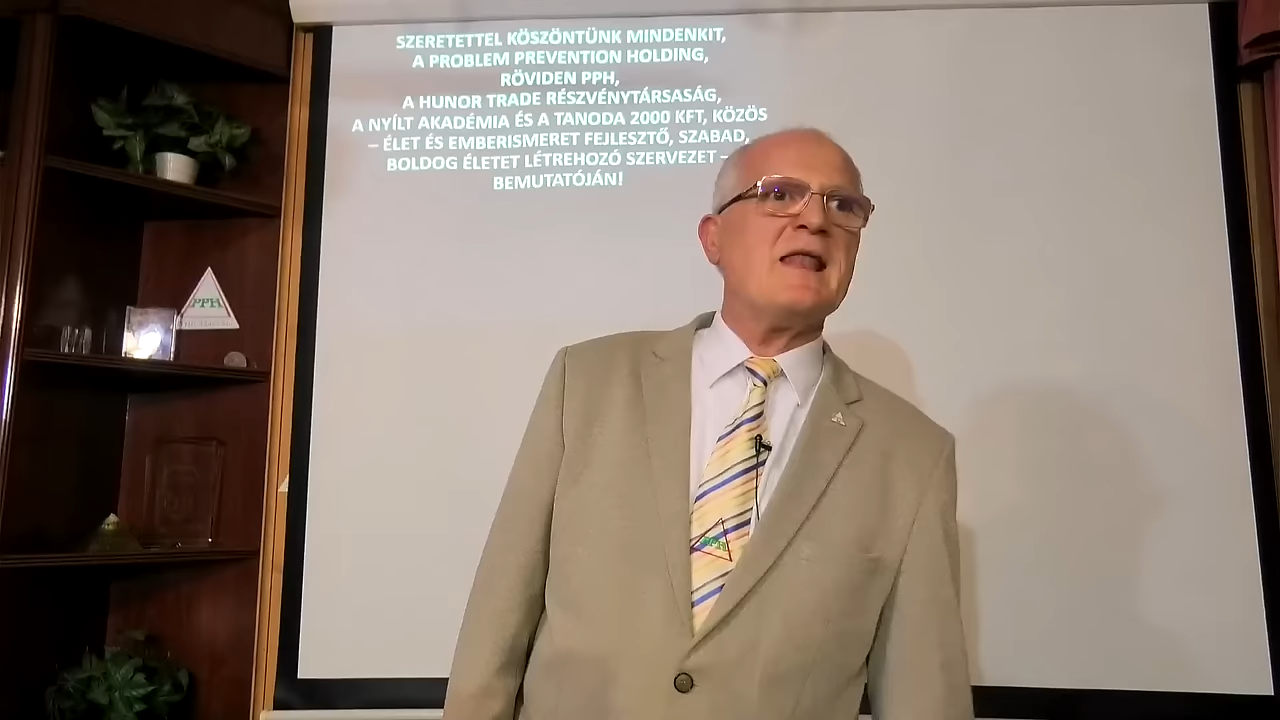 SZERETETTEL KÖSZÖNTÜNK MINDENKIT,
A PROBLEM PREVENTION HOLDING,
RÖVIDEN PPH,
A HUNOR TRADE RÉSZVÉNYTÁRSASÁG,
A NYÍLT AKADÉMIA ÉS A TANODA 2000 KFT, KÖZÖS
– ÉLET ÉS EMBERISMERET FEJLESZTŐ, SZABAD,
BOLDOG ÉLETET LÉTREHOZÓ SZERVEZET –
BEMUTATÓJÁN!
PPH
PPH